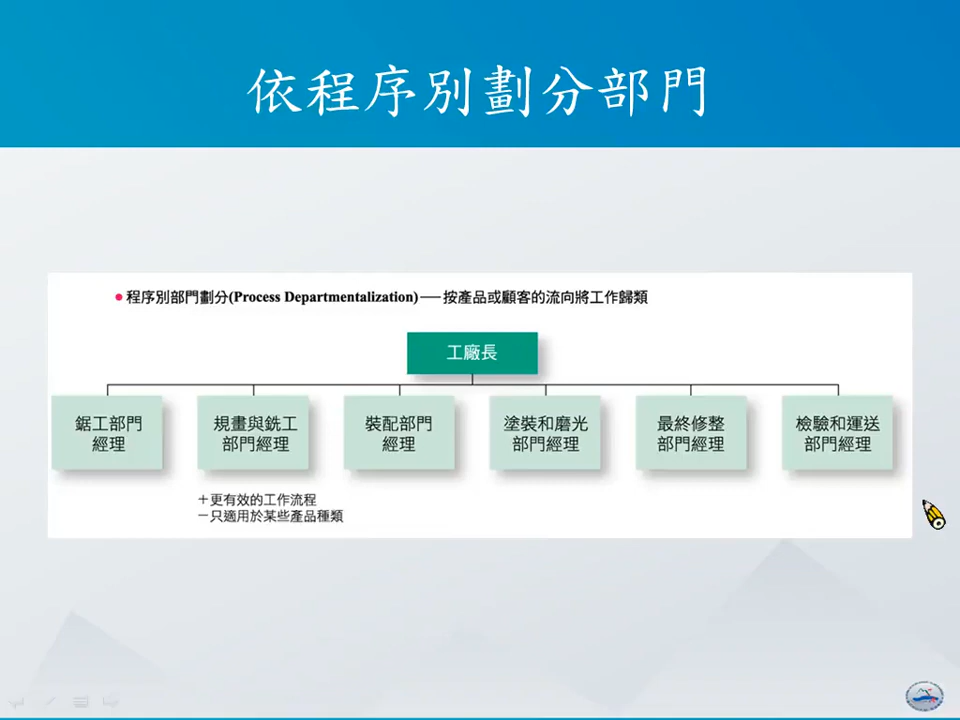 依程序別劃分部門
●程序別部門劃分(Process Departmentalization)──按產品或顧客的流向將工作歸類
工廠長
鋸工部門
經理
規畫與銑工
部門經理
裝配部門
經理
塗裝和磨光
部門經理
最終修整
部門經理
檢驗和運送
部門經理
＋更有效的工作流程
－只適用於某些產品種類